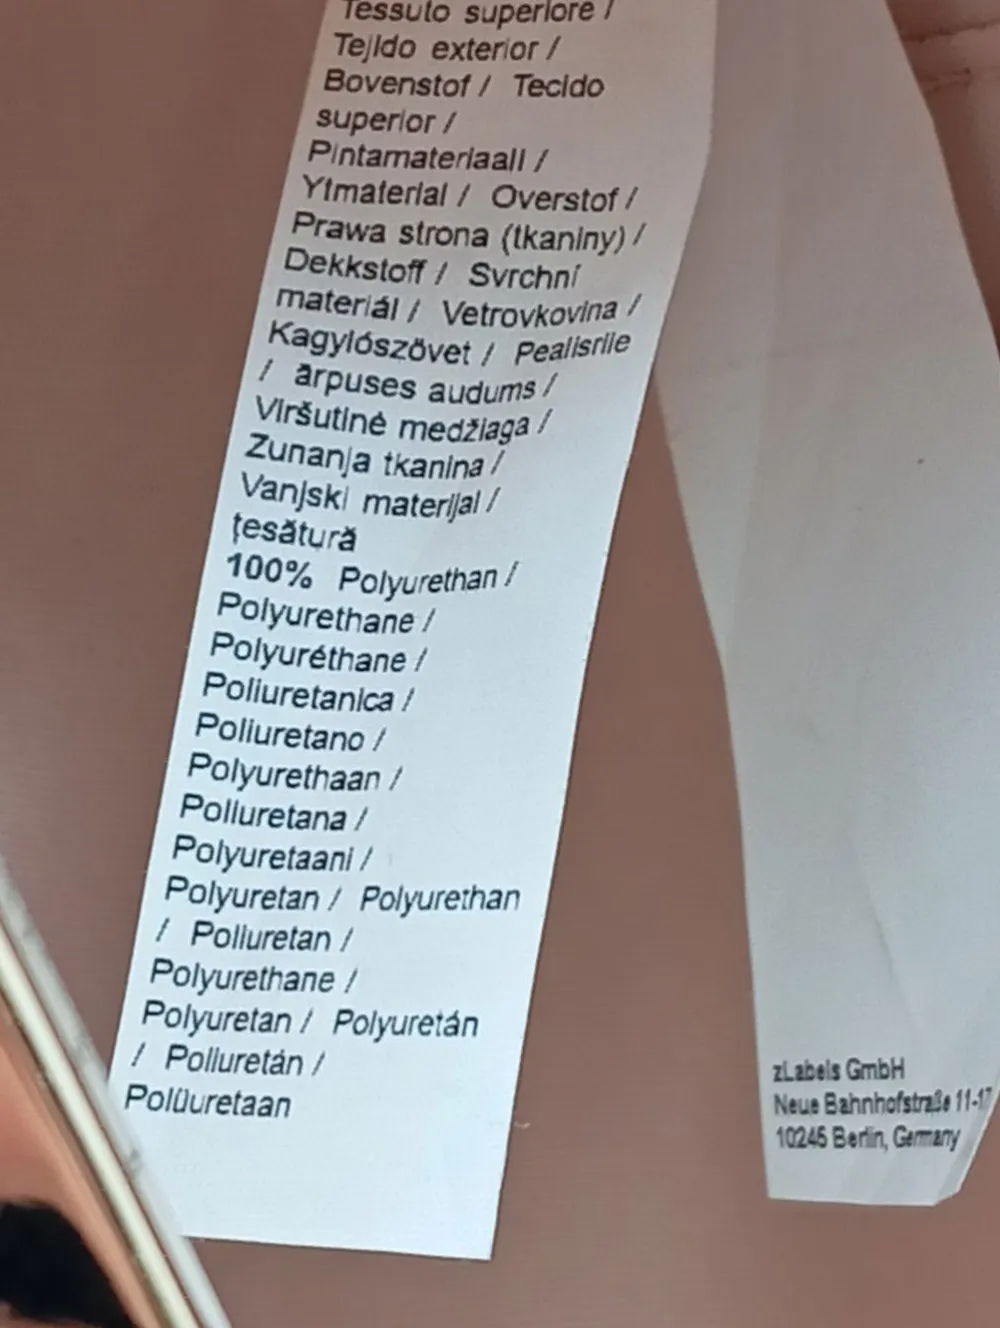 Tessuto superiore /
Tejido exterior /
Bovenstof / Tecido
superior /
Pintamateriaali /
Ytmaterial / Overstof /
Prawa strona (tkaniny) /
Dekkstoff / Svrchní
materiál / Vetrovkovina /
Kagylószövet / Pealisriie
/ ārpuses audums /
Viršutinė medžiaga /
Zunanja tkanina /
Vanjski materijal /
țesătură
100% Polyurethan /
Polyurethane /
Polyuréthane /
Poliuretanica /
Poliuretano /
Polyurethaan /
Poliuretana /
Polyuretaani /
Polyuretan / Polyurethan
/ Poliuretan /
Polyurethane /
Polyuretan / Polyuretán
/ Poliuretán /
Polüuretaan
zLabels GmbH
Neue Bahnhofstraße 11-17
10245 Berlin, Germany